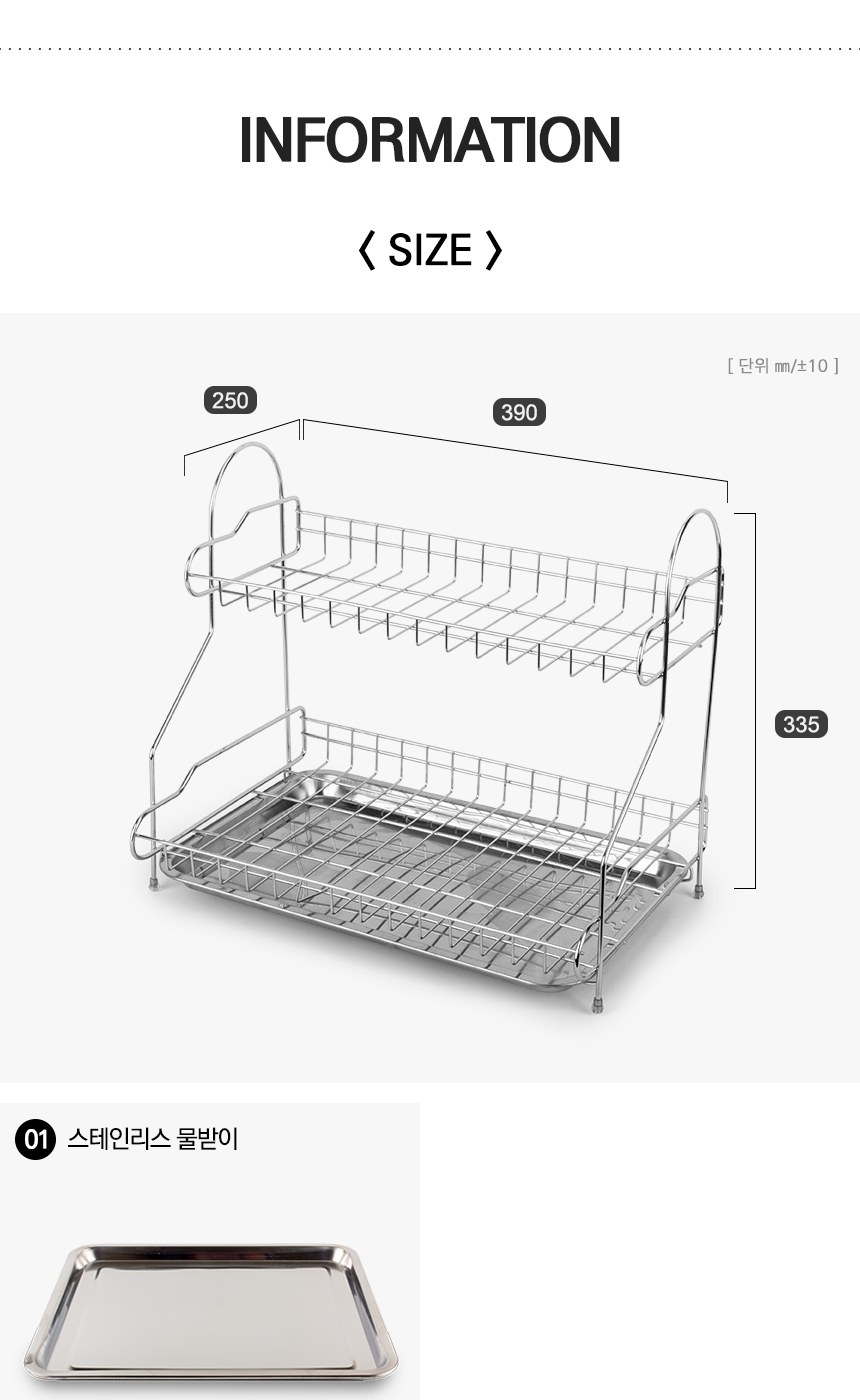 INFORMATION
〈 SIZE 〉
[ 단위 ㎜/±10 ]
250
390
335
01 스테인리스 물받이